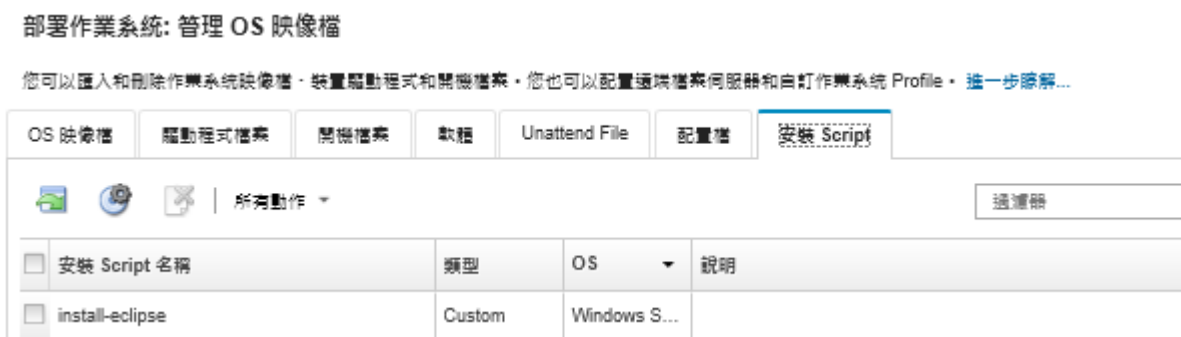 部署作業系統: 管理 OS 映像檔
您可以匯入和刪除作業系統映像檔、裝置驅動程式和開機檔案。您也可以配置遠端檔案伺服器和自訂作業系統 Profile。 進一步瞭解...
OS 映像檔 驅動程式檔案 開機檔案 軟體 Unattend File 配置檔 安裝 Script
所有動作 過濾器
安裝 Script 名稱 類型 OS 說明
install-eclipse Custom Windows S...